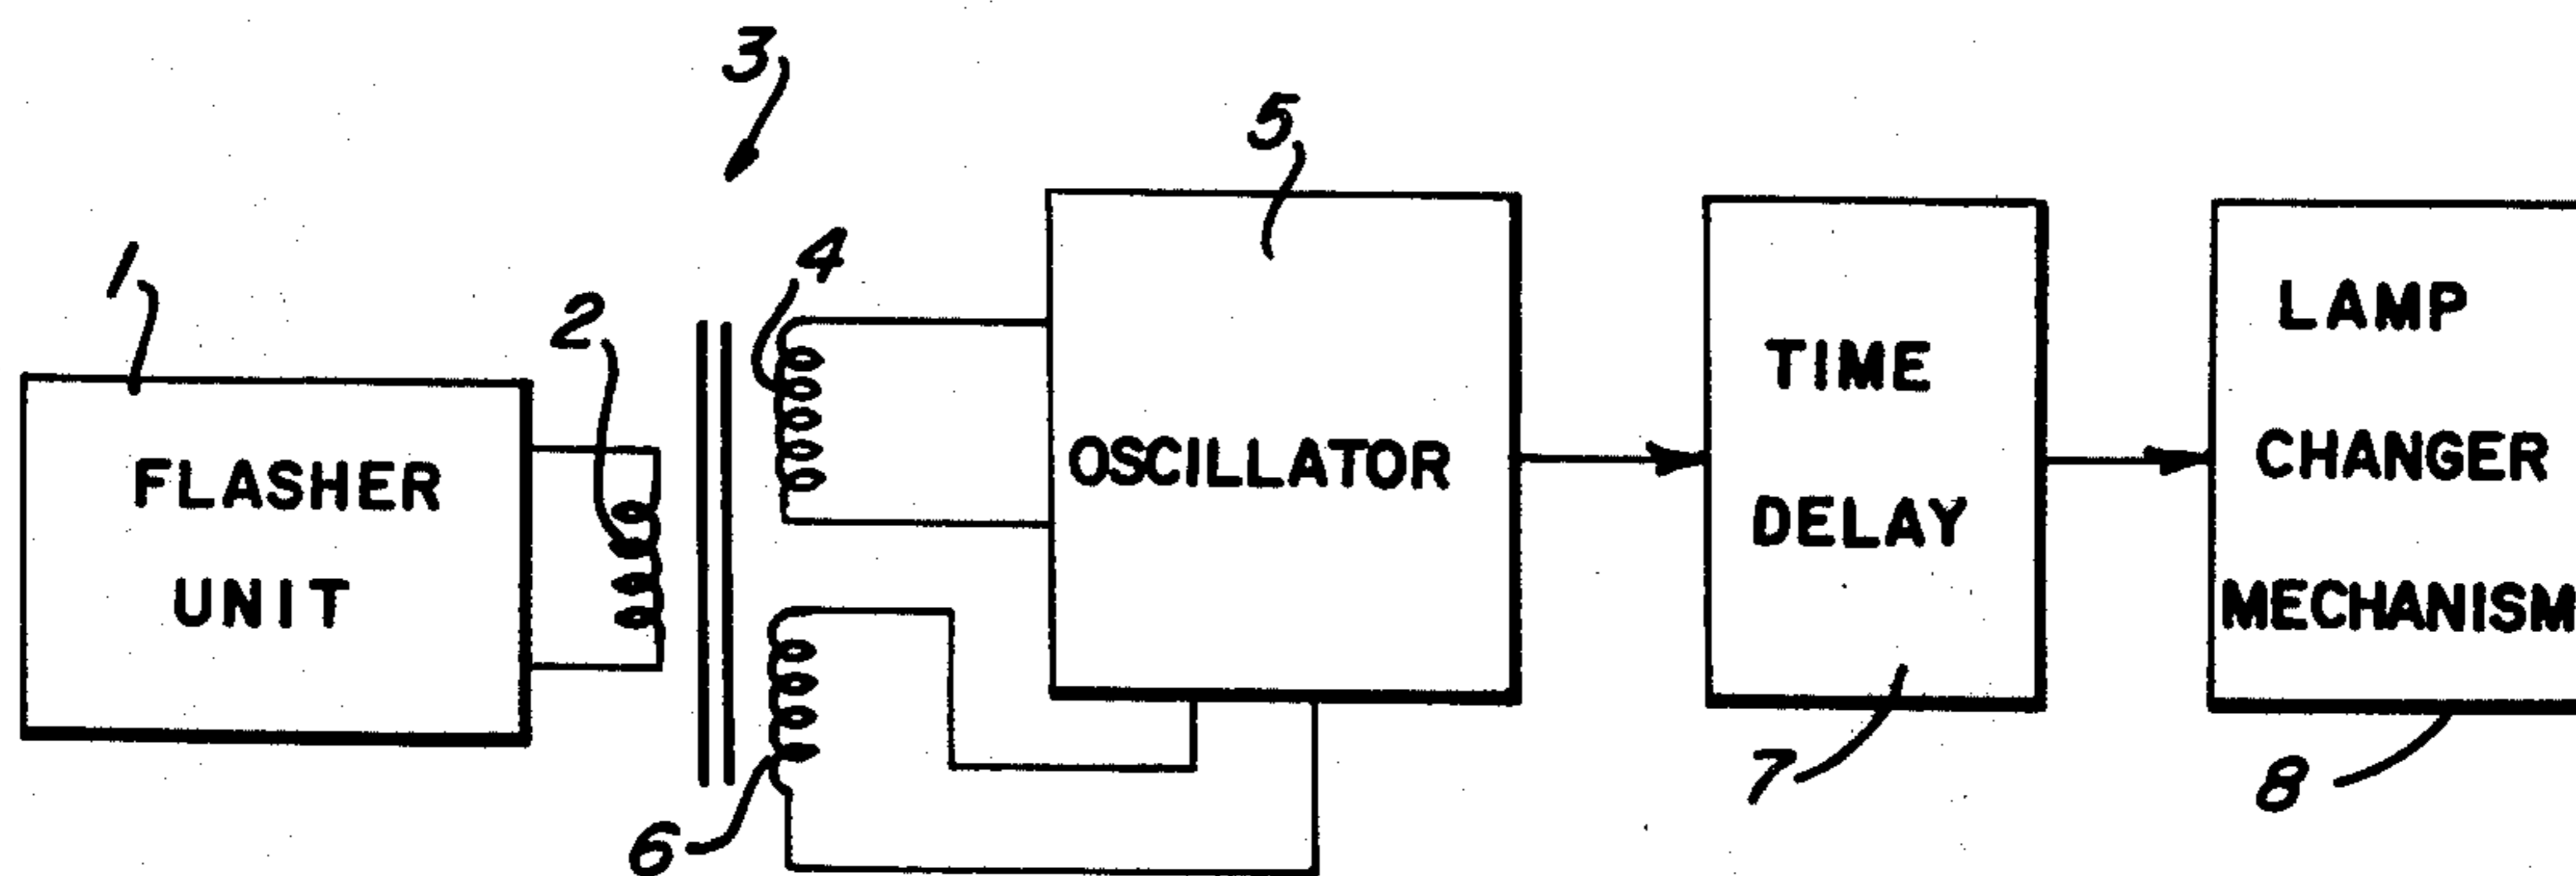 3
5
1
4
2
FLASHER
UNIT
OSCILLATOR
TIME
DELAY
LAMP
CHANGER
MECHANISM
6
7
8